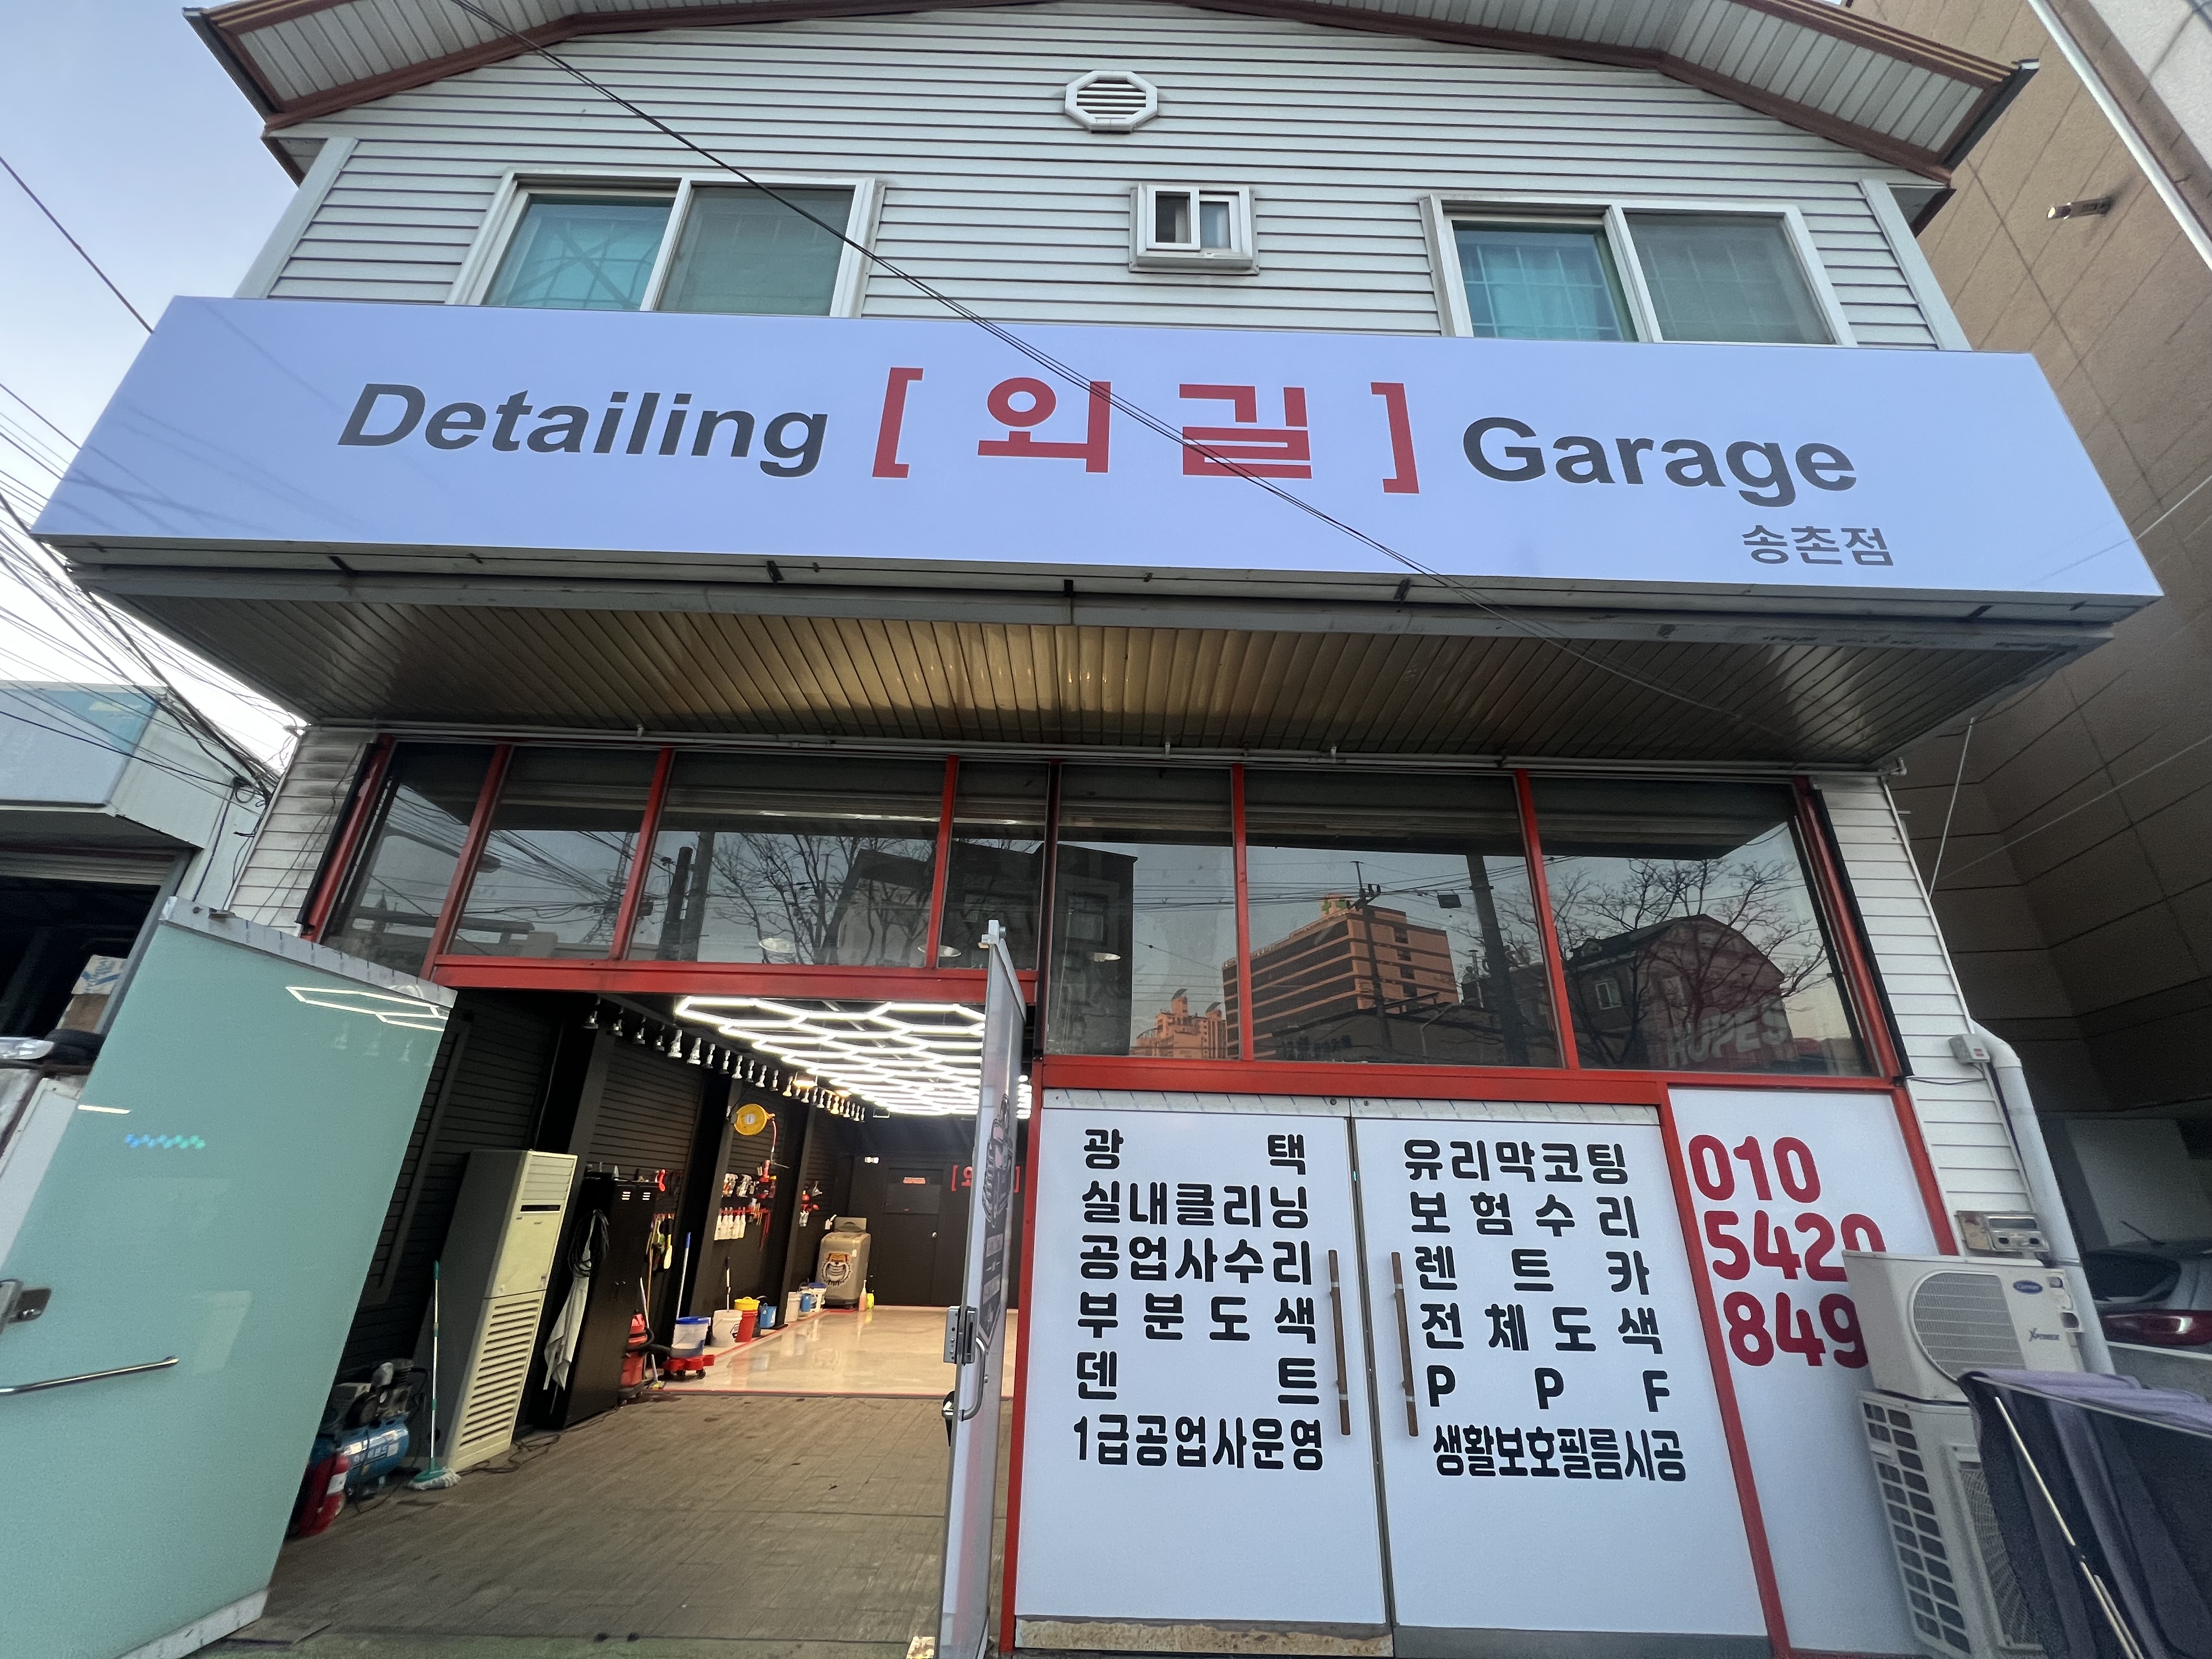 Detailing [ 외길 ] Garage
송촌점
광택
실내클리닝
공업사수리
부분도색
덴트
1급공업사운영
유리막코팅
보험수리
렌트카
전체도색
PPF
생활보호필름시공
010
5420
849
HOPES